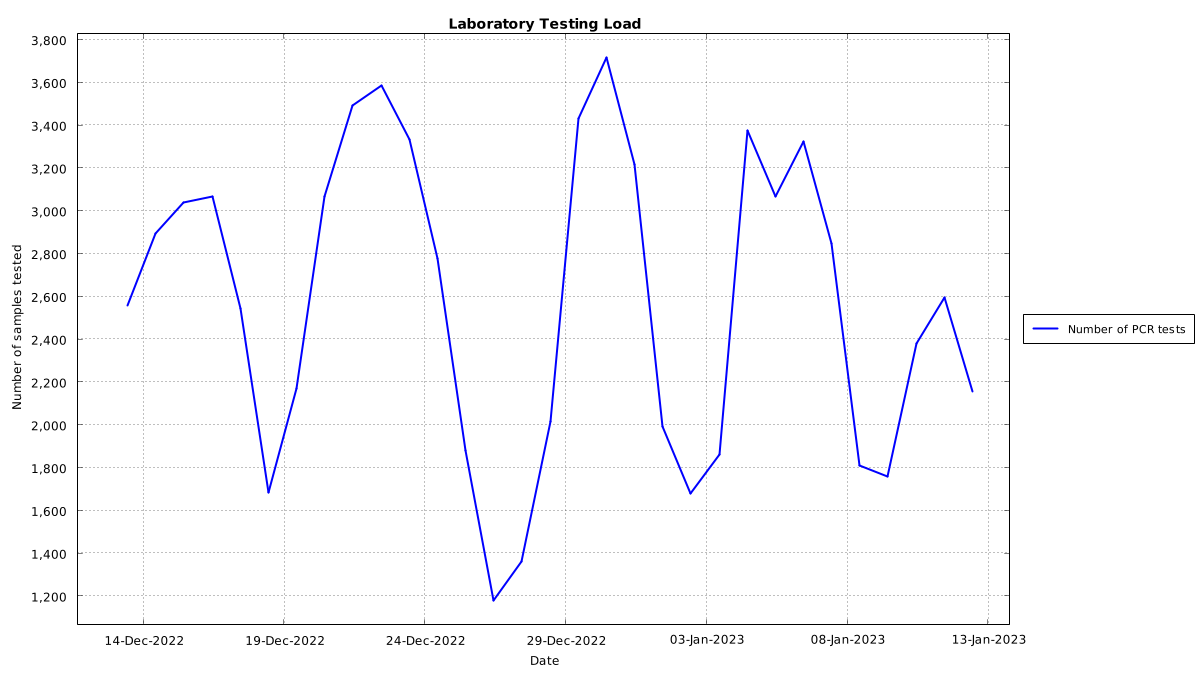 Laboratory Testing Load
3,800
3,600
3,400
3,200
3,000
2,800
2,600
2,400
2,200
2,000
1,800
1,600
1,400
1,200
Number of samples tested
14-Dec-2022
19-Dec-2022
24-Dec-2022
29-Dec-2022
03-Jan-2023
08-Jan-2023
13-Jan-2023
Date
Number of PCR tests